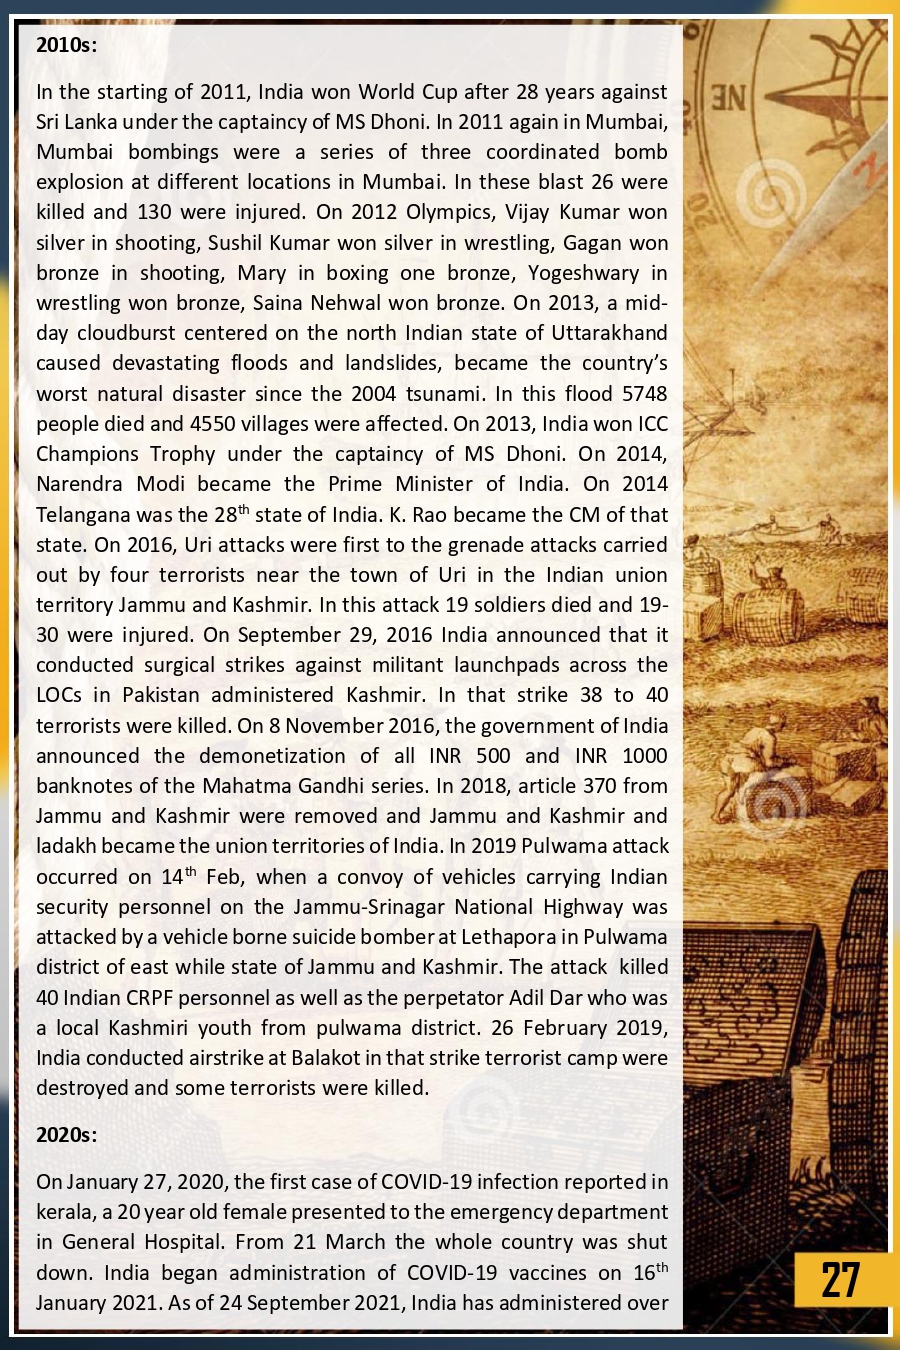 2010s:
In the starting of 2011, India won World Cup after 28 years against
Sri Lanka under the captaincy of MS Dhoni. In 2011 again in Mumbai,
Mumbai bombings were a series of three coordinated bomb
explosion at different locations in Mumbai. In these blast 26 were
killed and 130 were injured. On 2012 Olympics, Vijay Kumar won
silver in shooting, Sushil Kumar won silver in wrestling, Gagan won
bronze in shooting, Mary in boxing one bronze, Yogeshwary in
wrestling won bronze, Saina Nehwal won bronze. On 2013, a mid-
day cloudburst centered on the north Indian state of Uttarakhand
caused devastating floods and landslides, became the country’s
worst natural disaster since the 2004 tsunami. In this flood 5748
people died and 4550 villages were affected. On 2013, India won ICC
Champions Trophy under the captaincy of MS Dhoni. On 2014,
Narendra Modi became the Prime Minister of India. On 2014
Telangana was the 28th state of India. K. Rao became the CM of that
state. On 2016, Uri attacks were first to the grenade attacks carried
out by four terrorists near the town of Uri in the Indian union
territory Jammu and Kashmir. In this attack 19 soldiers died and 19-
30 were injured. On September 29, 2016 India announced that it
conducted surgical strikes against militant launchpads across the
LOCs in Pakistan administered Kashmir. In that strike 38 to 40
terrorists were killed. On 8 November 2016, the government of India
announced the demonetization of all INR 500 and INR 1000
banknotes of the Mahatma Gandhi series. In 2018, article 370 from
Jammu and Kashmir were removed and Jammu and Kashmir and
ladakh became the union territories of India. In 2019 Pulwama attack
occurred on 14th Feb, when a convoy of vehicles carrying Indian
security personnel on the Jammu-Srinagar National Highway was
attacked by a vehicle borne suicide bomber at Lethapora in Pulwama
district of east while state of Jammu and Kashmir. The attack killed
40 Indian CRPF personnel as well as the perpetator Adil Dar who was
a local Kashmiri youth from pulwama district. 26 February 2019,
India conducted airstrike at Balakot in that strike terrorist camp were
destroyed and some terrorists were killed.
2020s:
On January 27, 2020, the first case of COVID-19 infection reported in
kerala, a 20 year old female presented to the emergency department
in General Hospital. From 21 March the whole country was shut
down. India began administration of COVID-19 vaccines on 16th
January 2021. As of 24 September 2021, India has administered over
NE
27